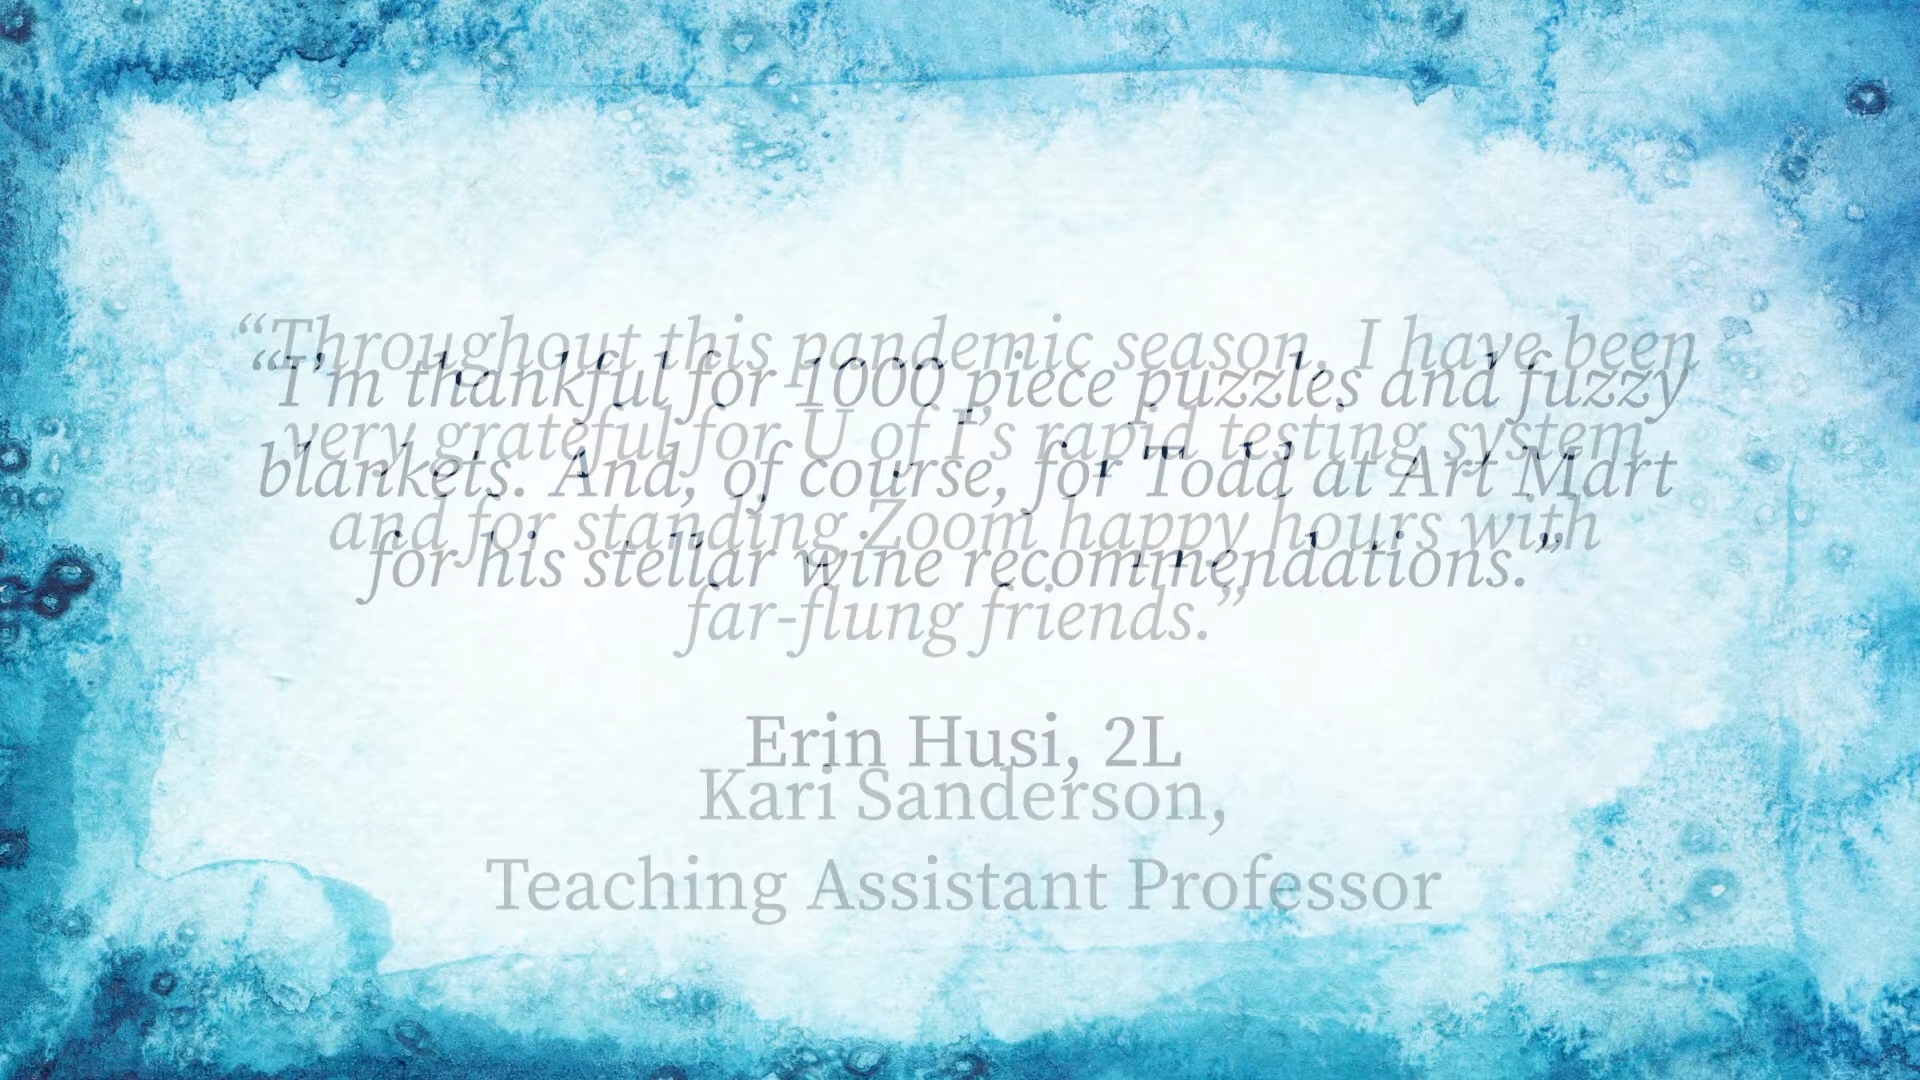 “Throughout this pandemic season, I have been
very grateful for U of I’s rapid testing system
and for standing Zoom happy hours with
far-flung friends.”
Kari Sanderson,
Teaching Assistant Professor
“I’m thankful for 1000 piece puzzles and fuzzy
blankets. And, of course, for Todd at Art Mart
for his stellar wine recommendations.”
Erin Husi, 2L